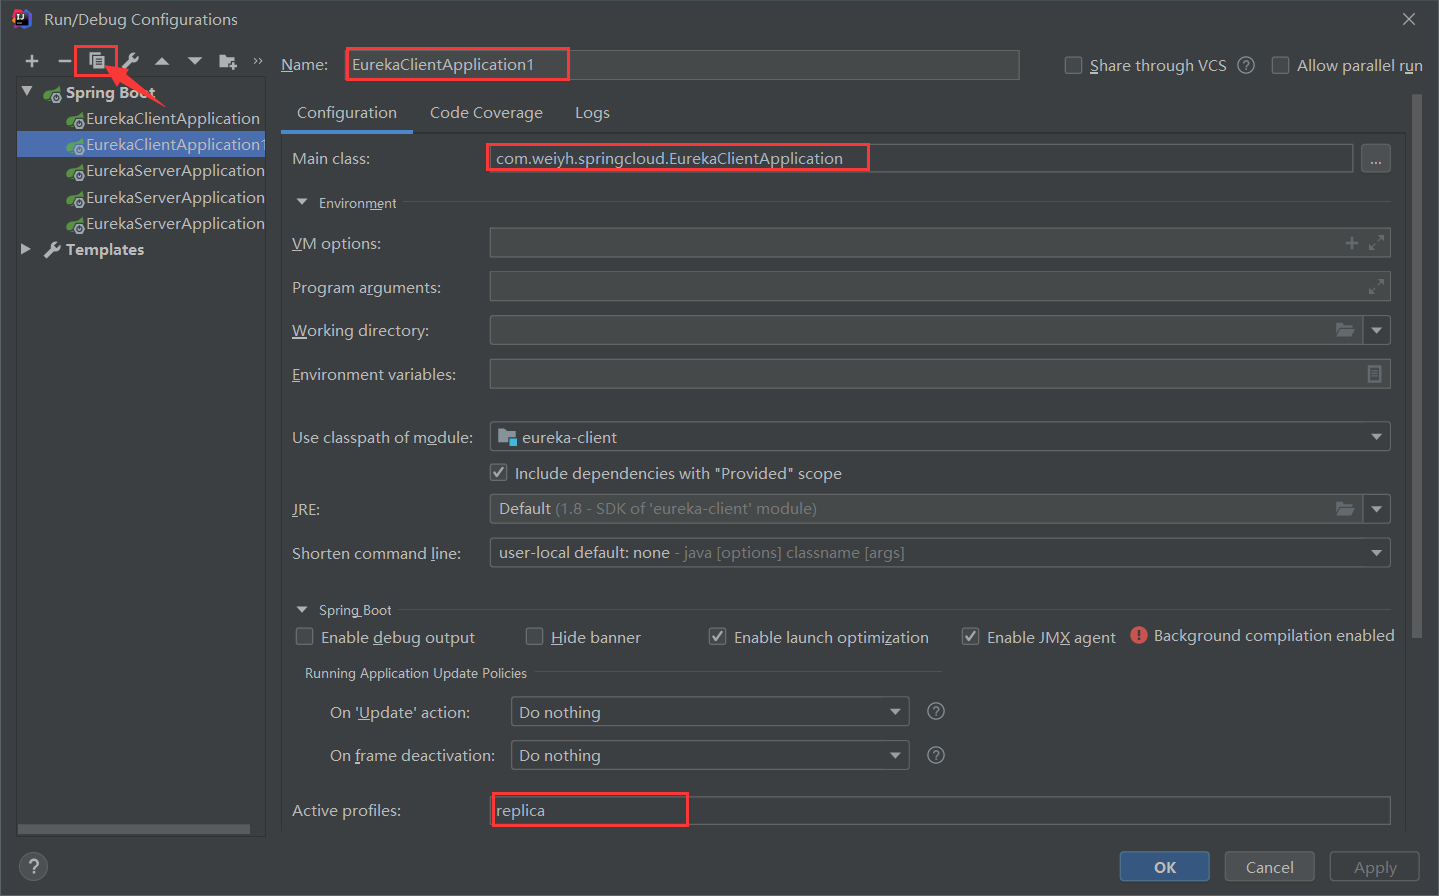 Run/Debug Configurations
Name: EurekaClientApplication1
Share through VCS
Allow parallel run
Spring Boot
EurekaClientApplication
EurekaClientApplication1
EurekaServerApplication
EurekaServerApplication
EurekaServerApplication
Templates
Configuration Code Coverage Logs
Main class: com.weiyh.springcloud.EurekaClientApplication ...
Environment
VM options:
Program arguments:
Working directory:
Environment variables:
Use classpath of module: eureka-client
Include dependencies with "Provided" scope
JRE: Default (1.8 - SDK of 'eureka-client' module)
Shorten command line: user-local default: none - java [options] classname [args]
Spring Boot
Enable debug output Hide banner Enable launch optimization Enable JMX agent Background compilation enabled
Running Application Update Policies
On 'Update' action: Do nothing
On frame deactivation: Do nothing
Active profiles: replica
OK Cancel Apply